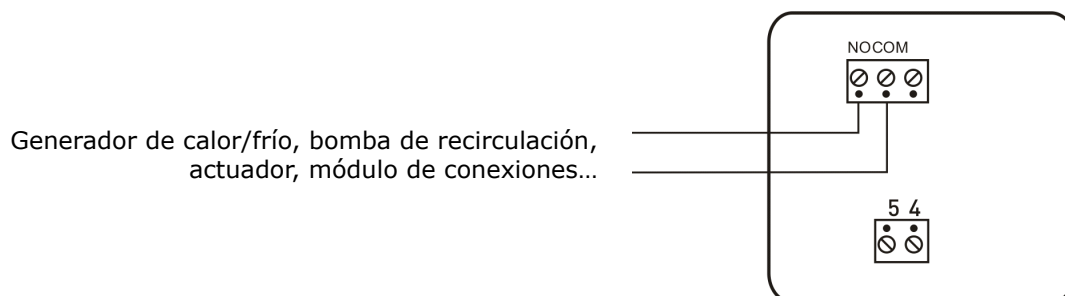 NOCOM
Generador de calor/frío, bomba de recirculación,
actuador, módulo de conexiones…
5 4